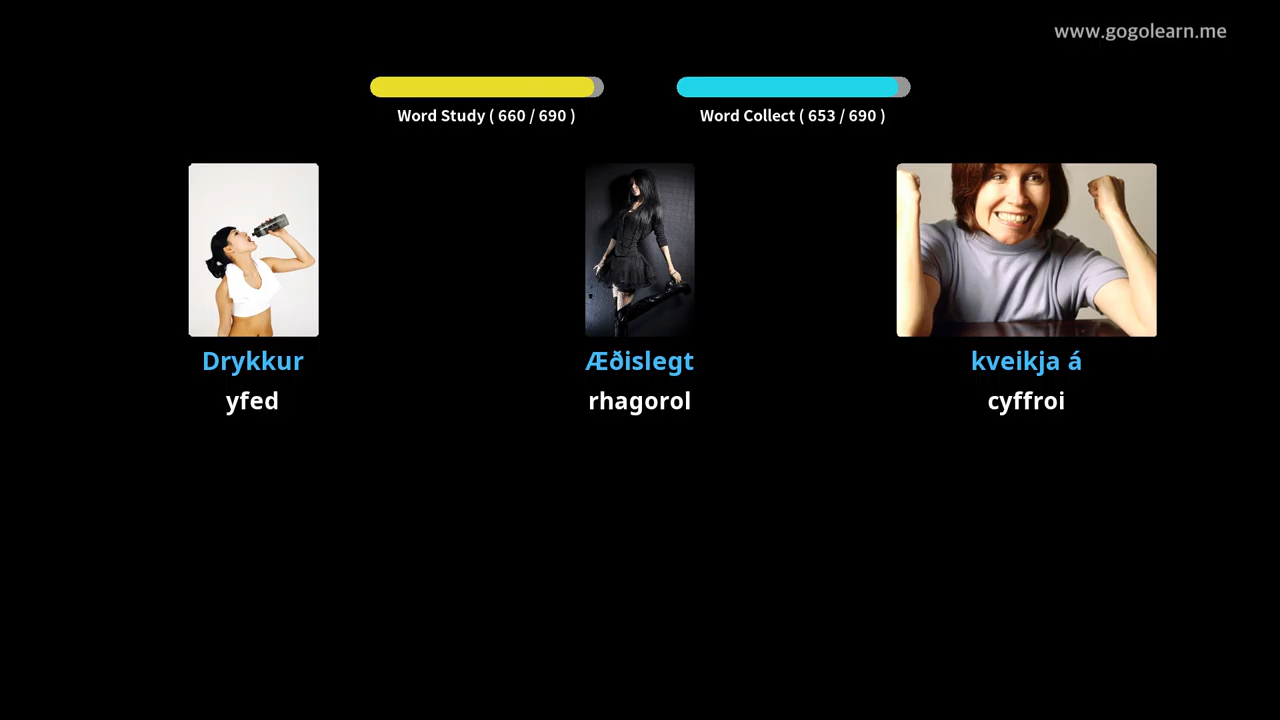 www.gogolearn.me
Word Study ( 660 / 690 )
Word Collect ( 653 / 690 )
Drykkur
yfed
Æðislegt
rhagorol
kveikja á
cyffroi